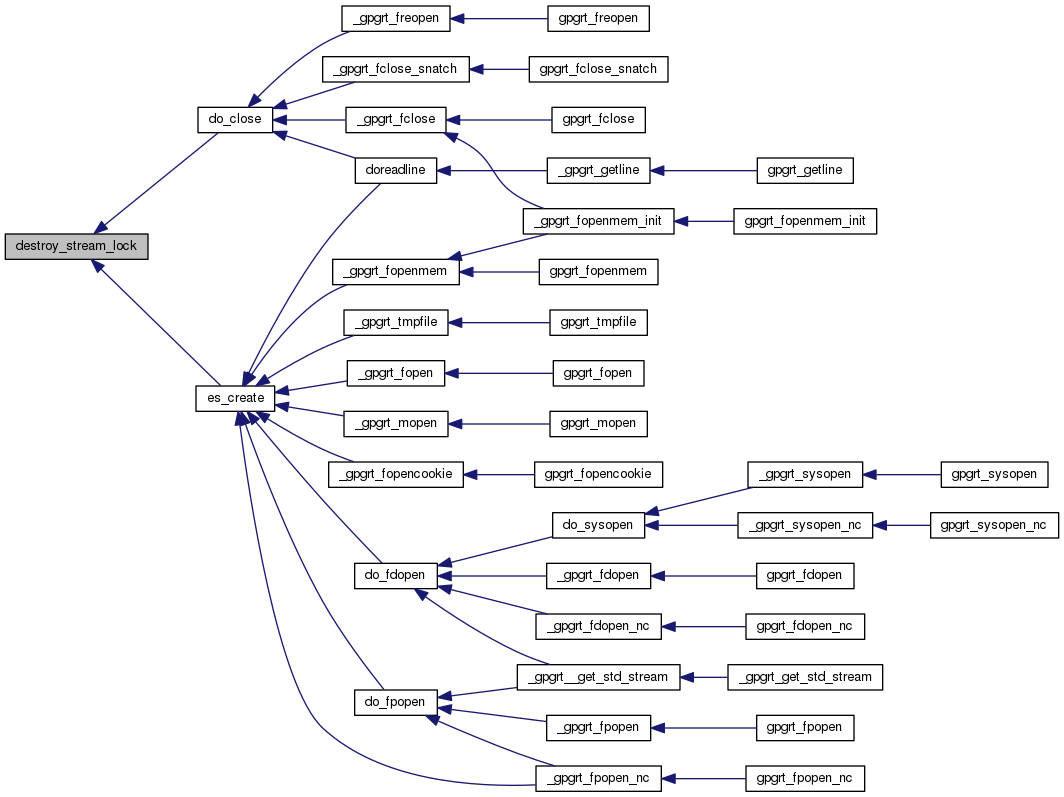 _gpgrt_freopen
gpgrt_freopen
_gpgrt_fclose_snatch
gpgrt_fclose_snatch
do_close
_gpgrt_fclose
gpgrt_fclose
doreadline
_gpgrt_getline
gpgrt_getline
_gpgrt_fopenmem_init
gpgrt_fopenmem_init
destroy_stream_lock
_gpgrt_fopenmem
gpgrt_fopenmem
_gpgrt_tmpfile
gpgrt_tmpfile
_gpgrt_fopen
gpgrt_fopen
es_create
_gpgrt_mopen
gpgrt_mopen
_gpgrt_fopencookie
gpgrt_fopencookie
_gpgrt_sysopen
gpgrt_sysopen
do_sysopen
_gpgrt_sysopen_nc
gpgrt_sysopen_nc
do_fdopen
_gpgrt_fdopen
gpgrt_fdopen
_gpgrt_fdopen_nc
gpgrt_fdopen_nc
_gpgrt__get_std_stream
_gpgrt_get_std_stream
do_fpopen
_gpgrt_fpopen
gpgrt_fpopen
_gpgrt_fpopen_nc
gpgrt_fpopen_nc